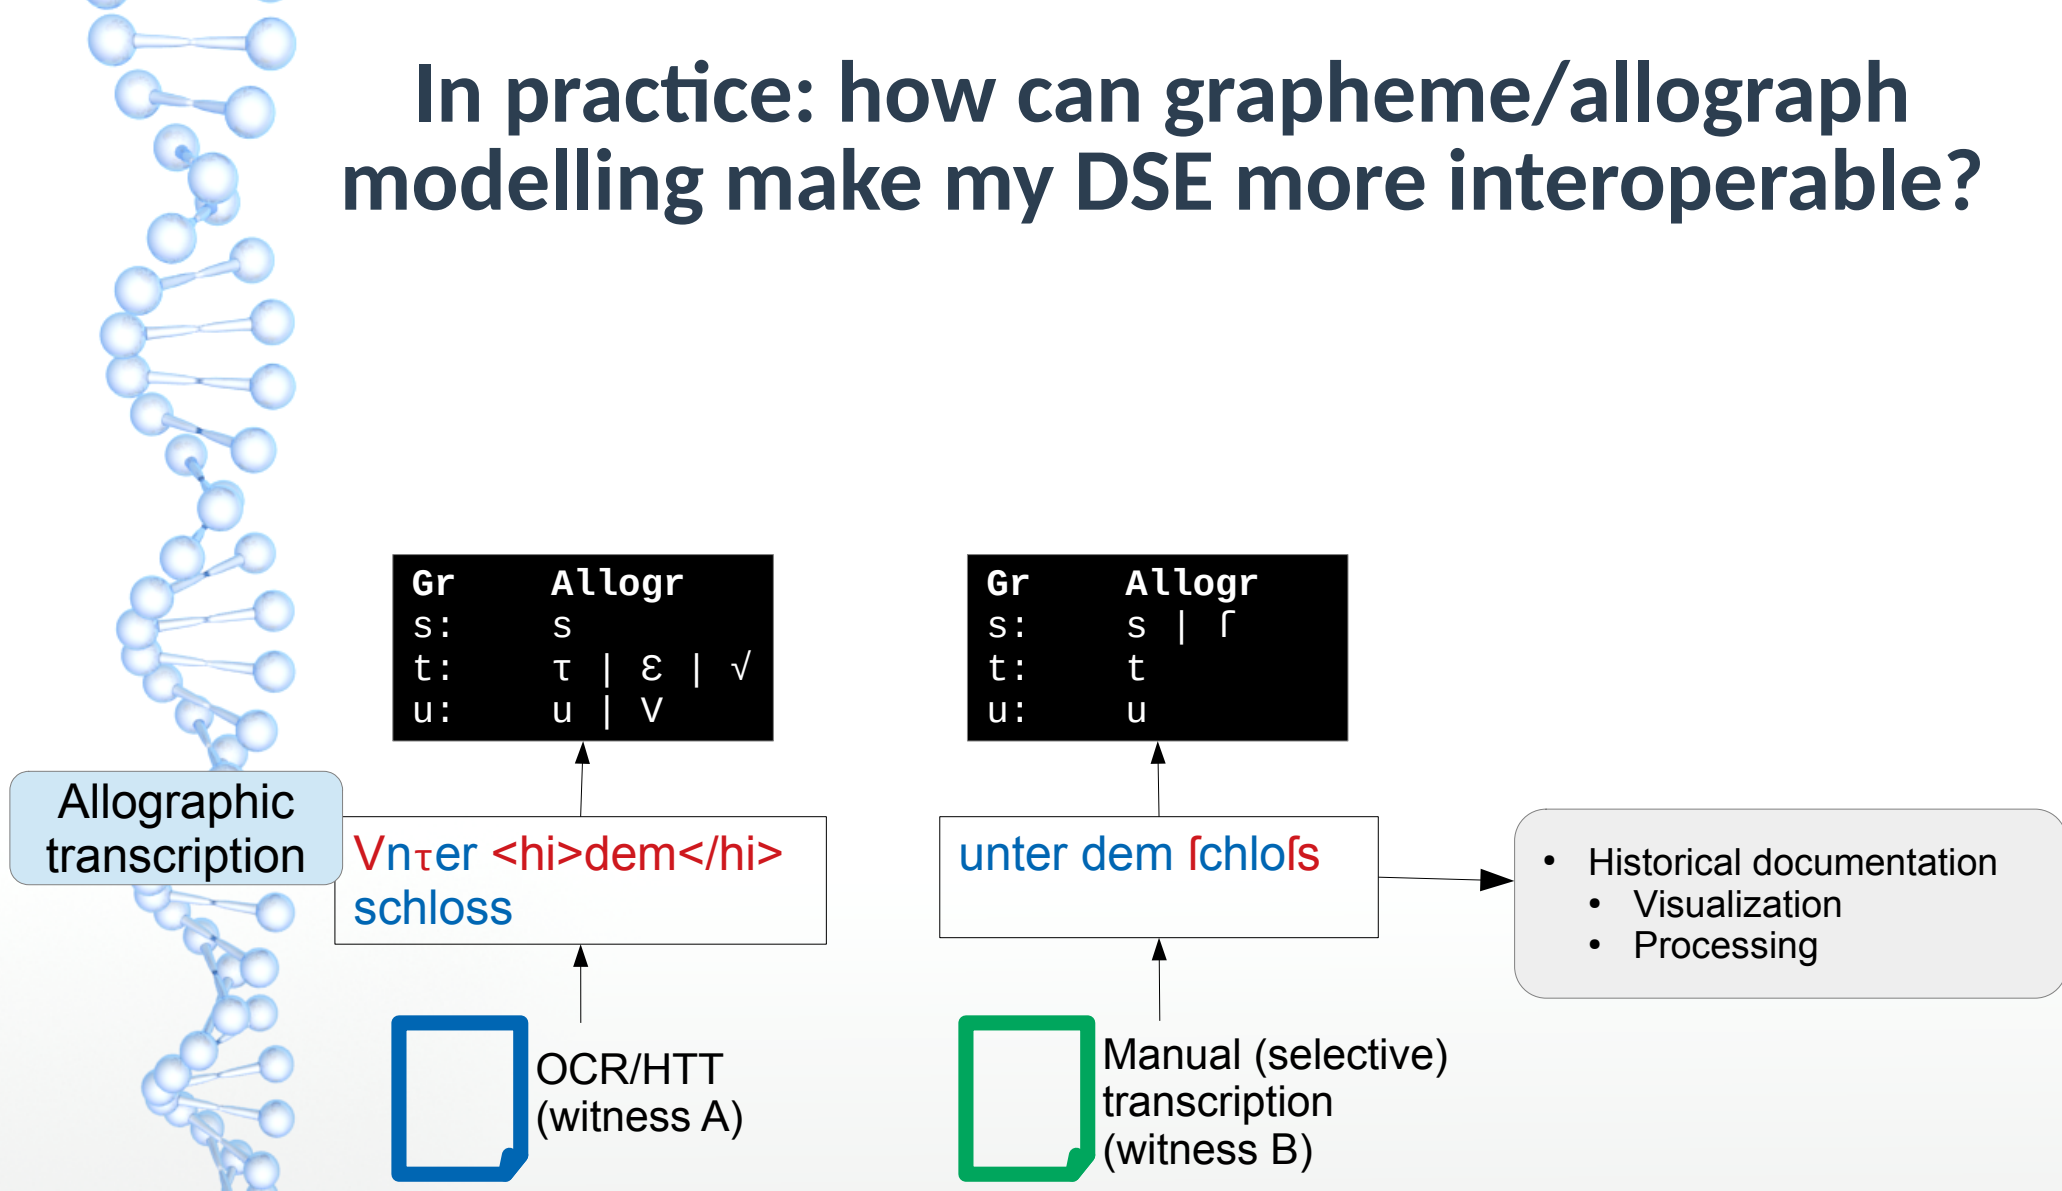 In practice: how can grapheme/allograph
modelling make my DSE more interoperable?
Gr Allogr
s: s
t: τ | Ɛ | √
u: u | V
Gr Allogr
s: s | ſ
t: t
u: u
Allographic
transcription
Vnτer <hi>dem</hi>
schloss
unter dem ſchloſs
• Historical documentation
• Visualization
• Processing
OCR/HTT
(witness A)
Manual (selective)
transcription
(witness B)